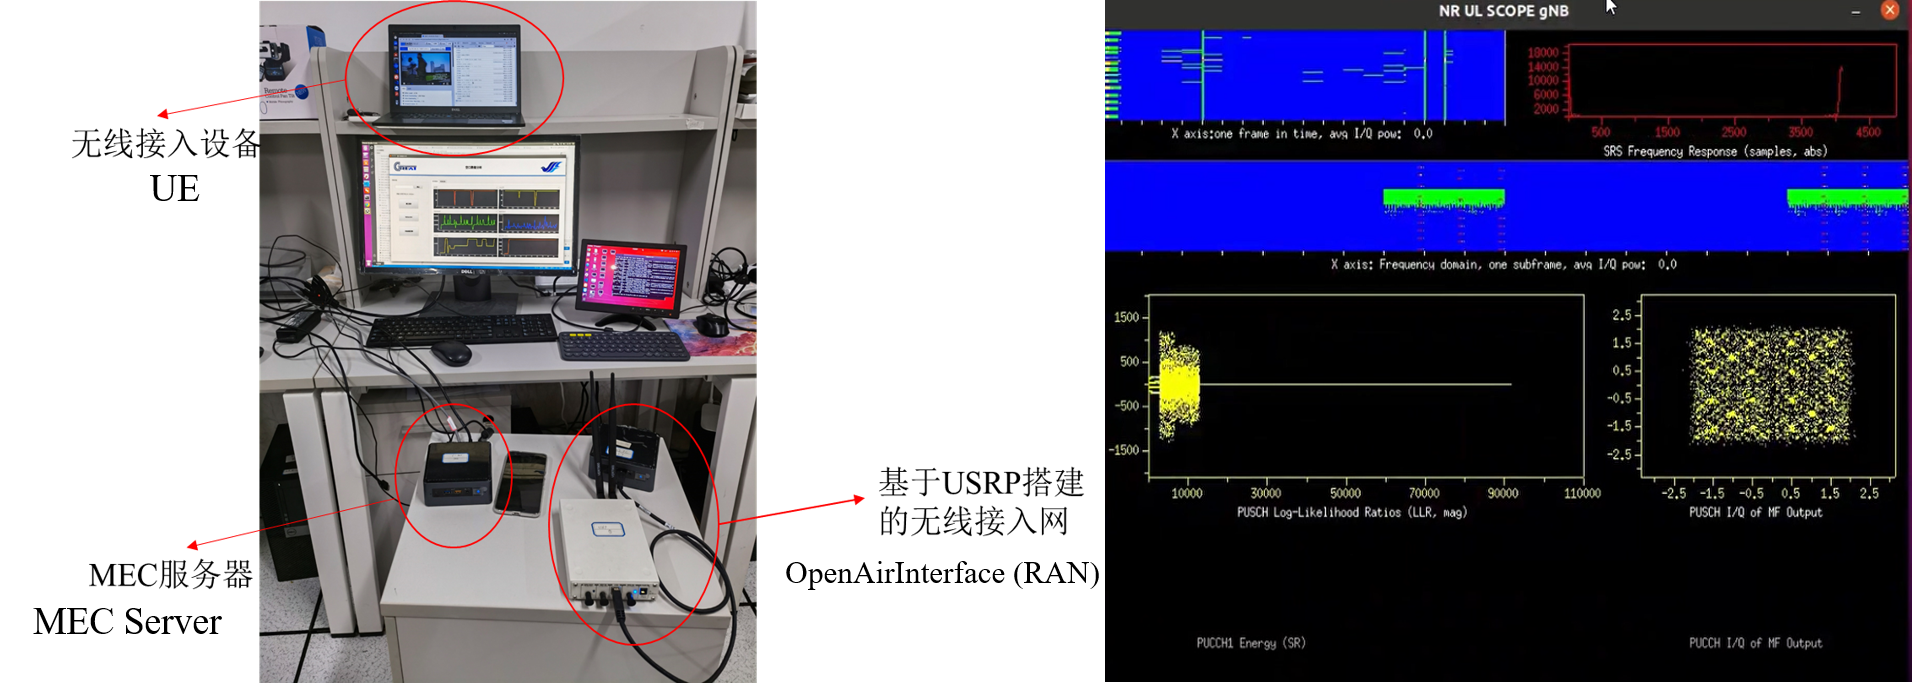 无线接入设备
UE
MEC服务器
MEC Server
基于USRP搭建
的无线接入网
OpenAirInterface (RAN)
Remote
DELL
NR UL SCOPE gNB
X axis:one frame in time, avg I/Q pow: 0.0
18000
14000
10000
6000
2000
500 1500 2500 3500 4500
SRS Frequency Response (samples, abs)
X axis: Frequency domain, one subframe, avg I/Q pow: 0.0
1500
500
-500
-1500
10000 30000 50000 70000 90000 110000
PUSCH Log-Likelihood Ratios (LLR, mag)
2.5
1.5
0.5
-0.5
-1.5
-2.5
-2.5 -1.5 -0.5 0.5 1.5 2.5
PUSCH I/Q of MF Output
PUCCH1 Energy (SR)
PUCCH I/Q of MF Output